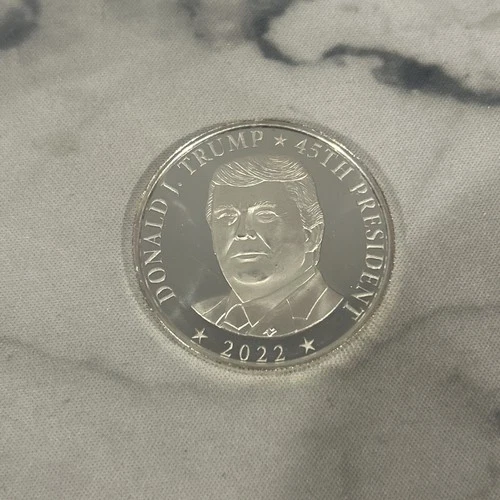 DONALD J. TRUMP ★ 45TH PRESIDENT
★ 2022 ★